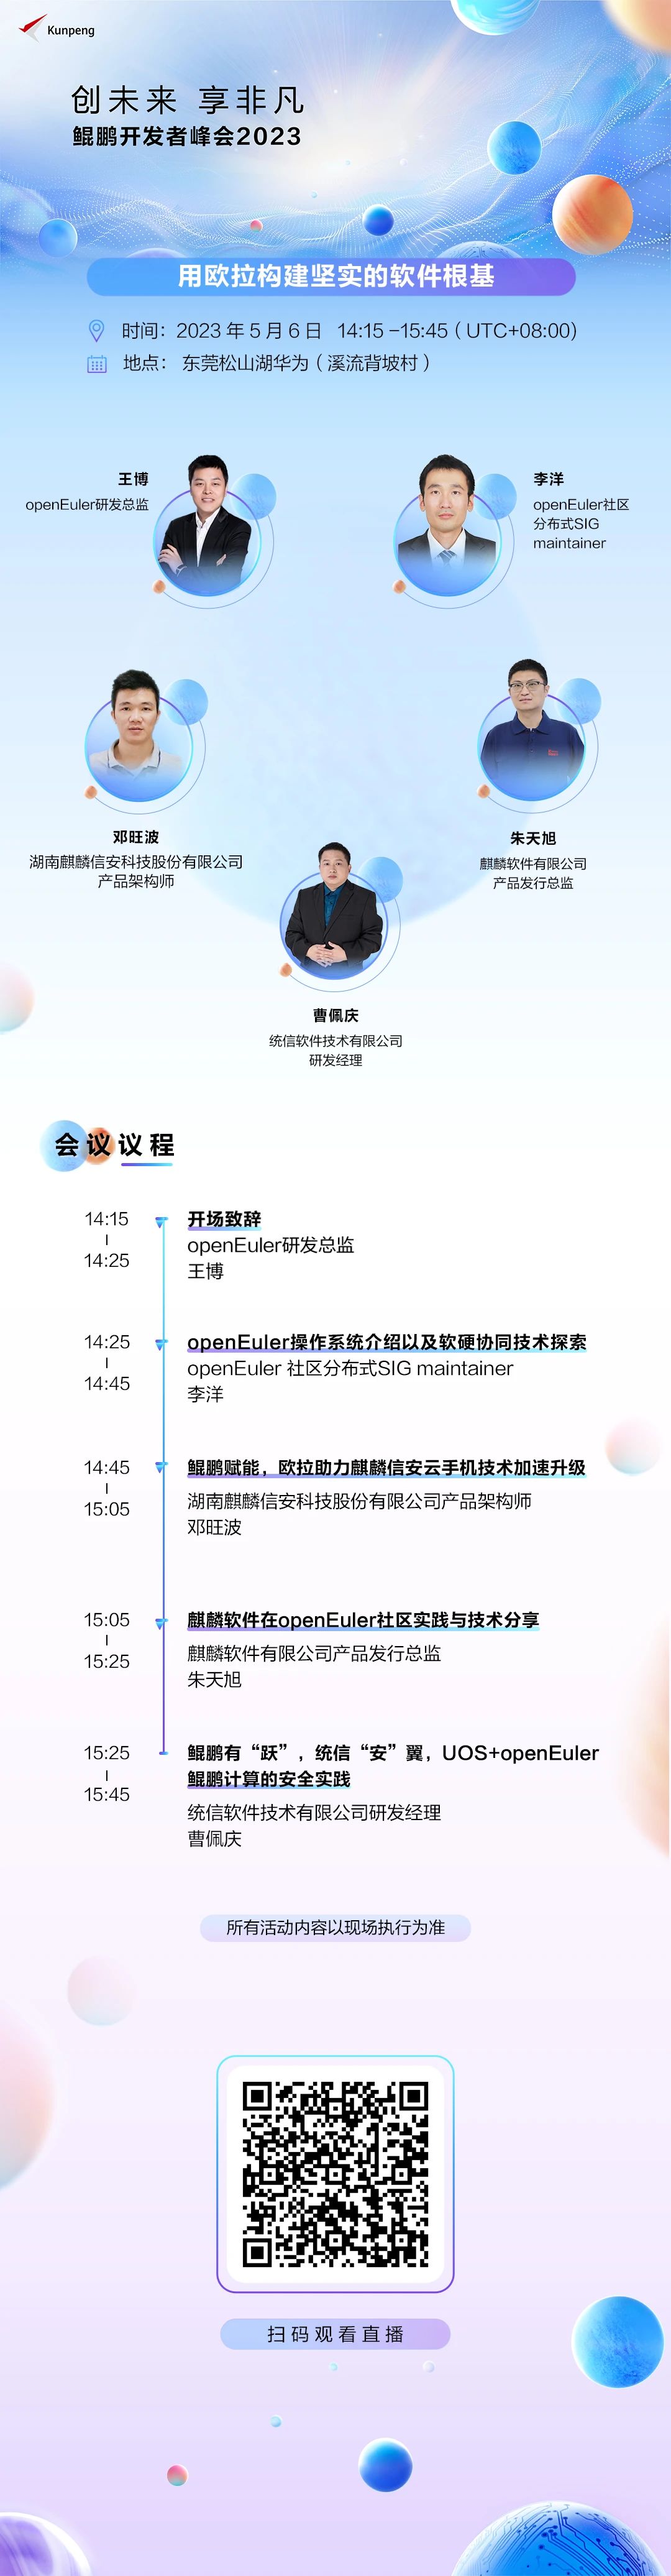 Kunpeng
创未来 享非凡
鲲鹏开发者峰会2023
用欧拉构建坚实的软件根基
时间：2023 年 5 月 6 日 14:15 –15:45（ UTC+08:00)
地点： 东莞松山湖华为（ 溪流背坡村 ）
王博
openEuler研发总监
李洋
openEuler社区
分布式SIG
maintainer
邓旺波
湖南麒麟信安科技股份有限公司
产品架构师
朱天旭
麒麟软件有限公司
产品发行总监
曹佩庆
统信软件技术有限公司
研发经理
会议议程
14:15
|
14:25
开场致辞
openEuler研发总监
王博
14:25
|
14:45
openEuler操作系统介绍以及软硬协同技术探索
openEuler 社区分布式SIG maintainer
李洋
14:45
|
15:05
鲲鹏赋能，欧拉助力麒麟信安云手机技术加速升级
湖南麒麟信安科技股份有限公司产品架构师
邓旺波
15:05
|
15:25
麒麟软件在openEuler社区实践与技术分享
麒麟软件有限公司产品发行总监
朱天旭
15:25
|
15:45
鲲鹏有“跃”，统信“安”翼，UOS+openEuler
鲲鹏计算的安全实践
统信软件技术有限公司研发经理
曹佩庆
所有活动内容以现场执行为准
扫码观看直播